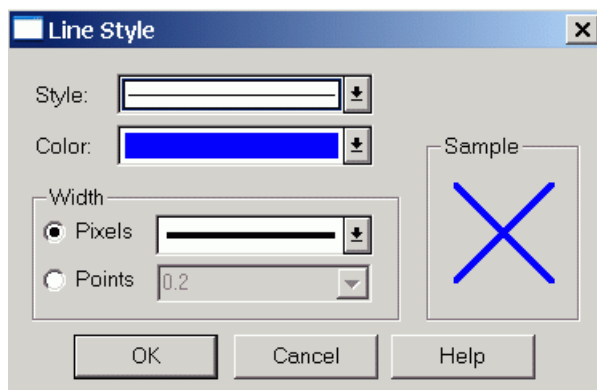 Line Style
Style:
Color:
Sample
Width
Pixels
Points 0.2
OK Cancel Help